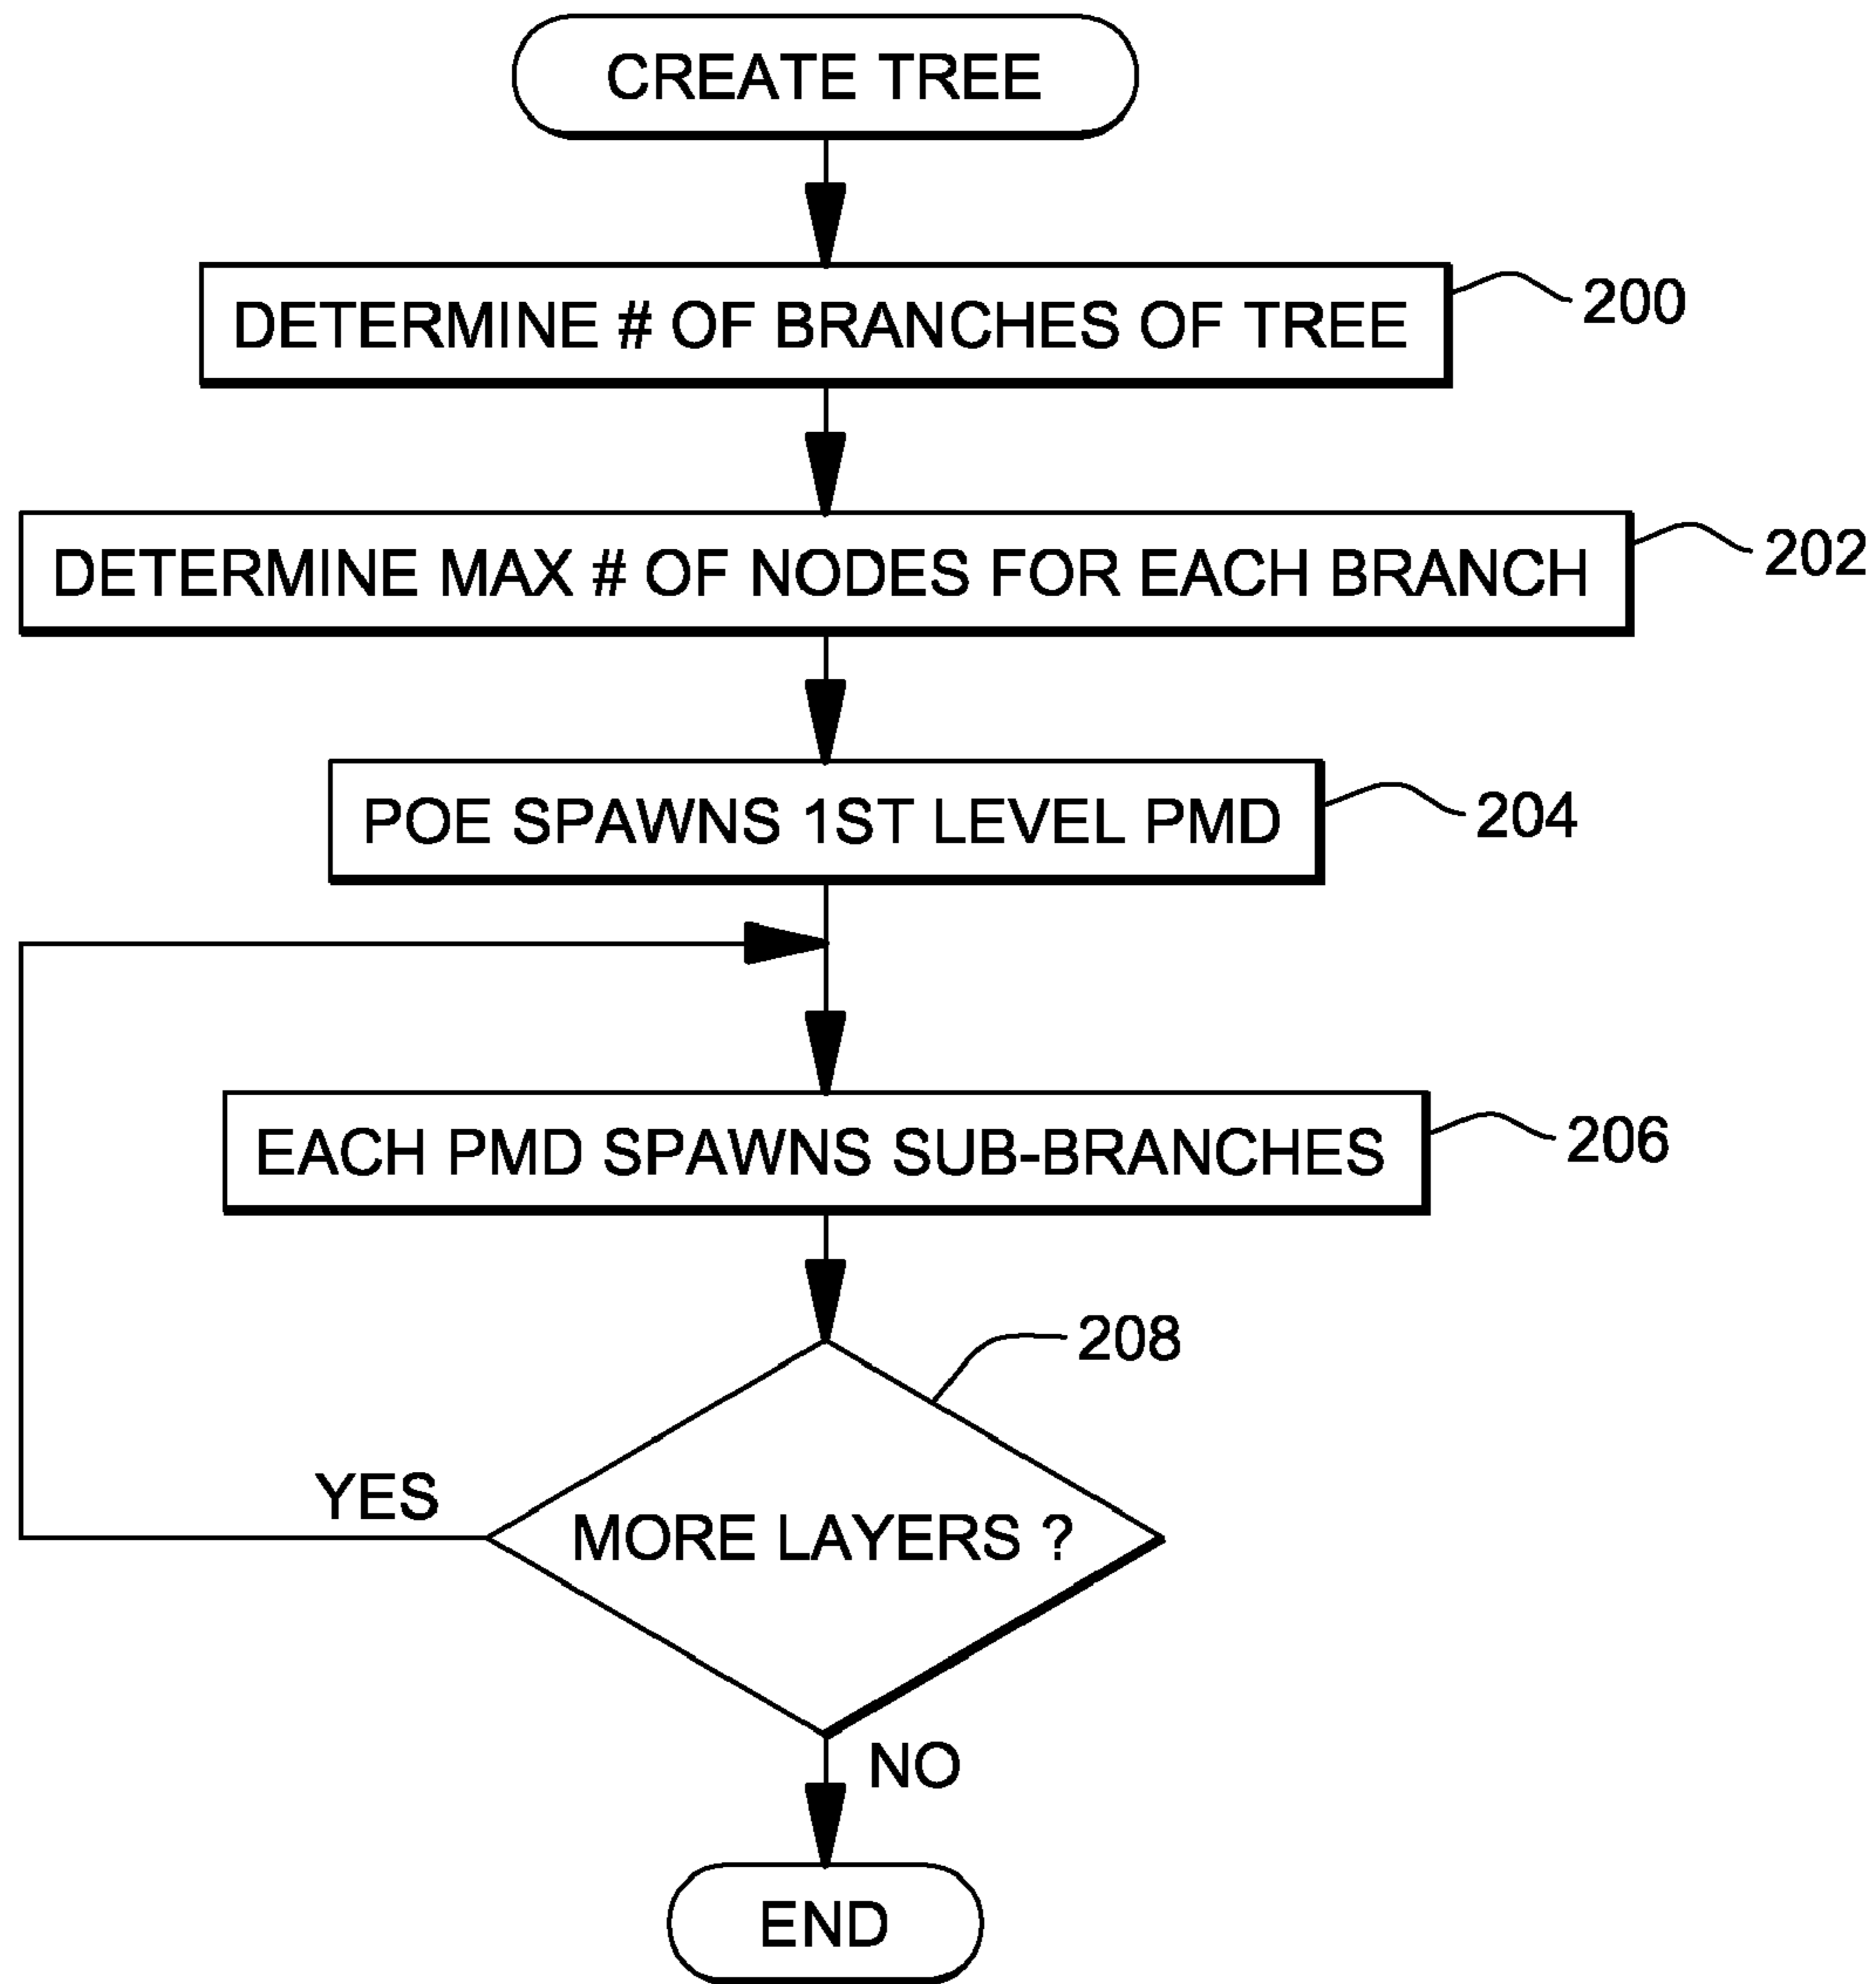 CREATE TREE
DETERMINE # OF BRANCHES OF TREE
200
DETERMINE MAX # OF NODES FOR EACH BRANCH
202
POE SPAWNS 1ST LEVEL PMD
204
EACH PMD SPAWNS SUB-BRANCHES
206
208
YES
MORE LAYERS ?
NO
END